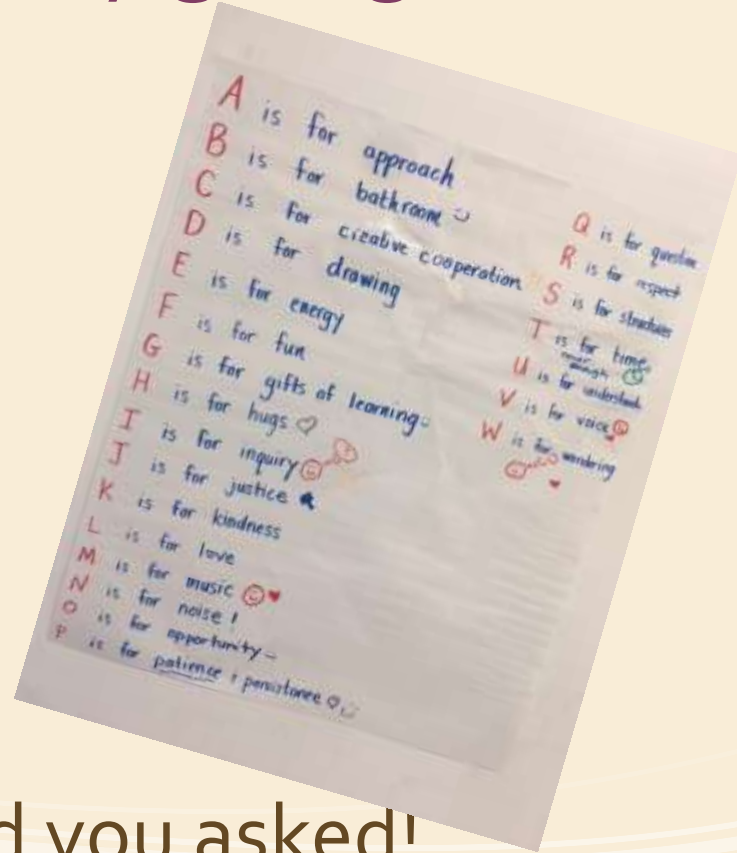 A is for approach
B is for bathroom
C is for creative cooperation
D is for drawing
E is for energy
F is for fun
G is for gifts of learning
H is for hugs
I is for inquiry
J is for justice
K is for kindness
L is for love
M is for music
N is for noise!
O is for opportunity
P is for patience & persistance
Q is for question
R is for respect
S is for structures
T is for time
U is for understand
V is for voice
W is for wondering
d you asked!